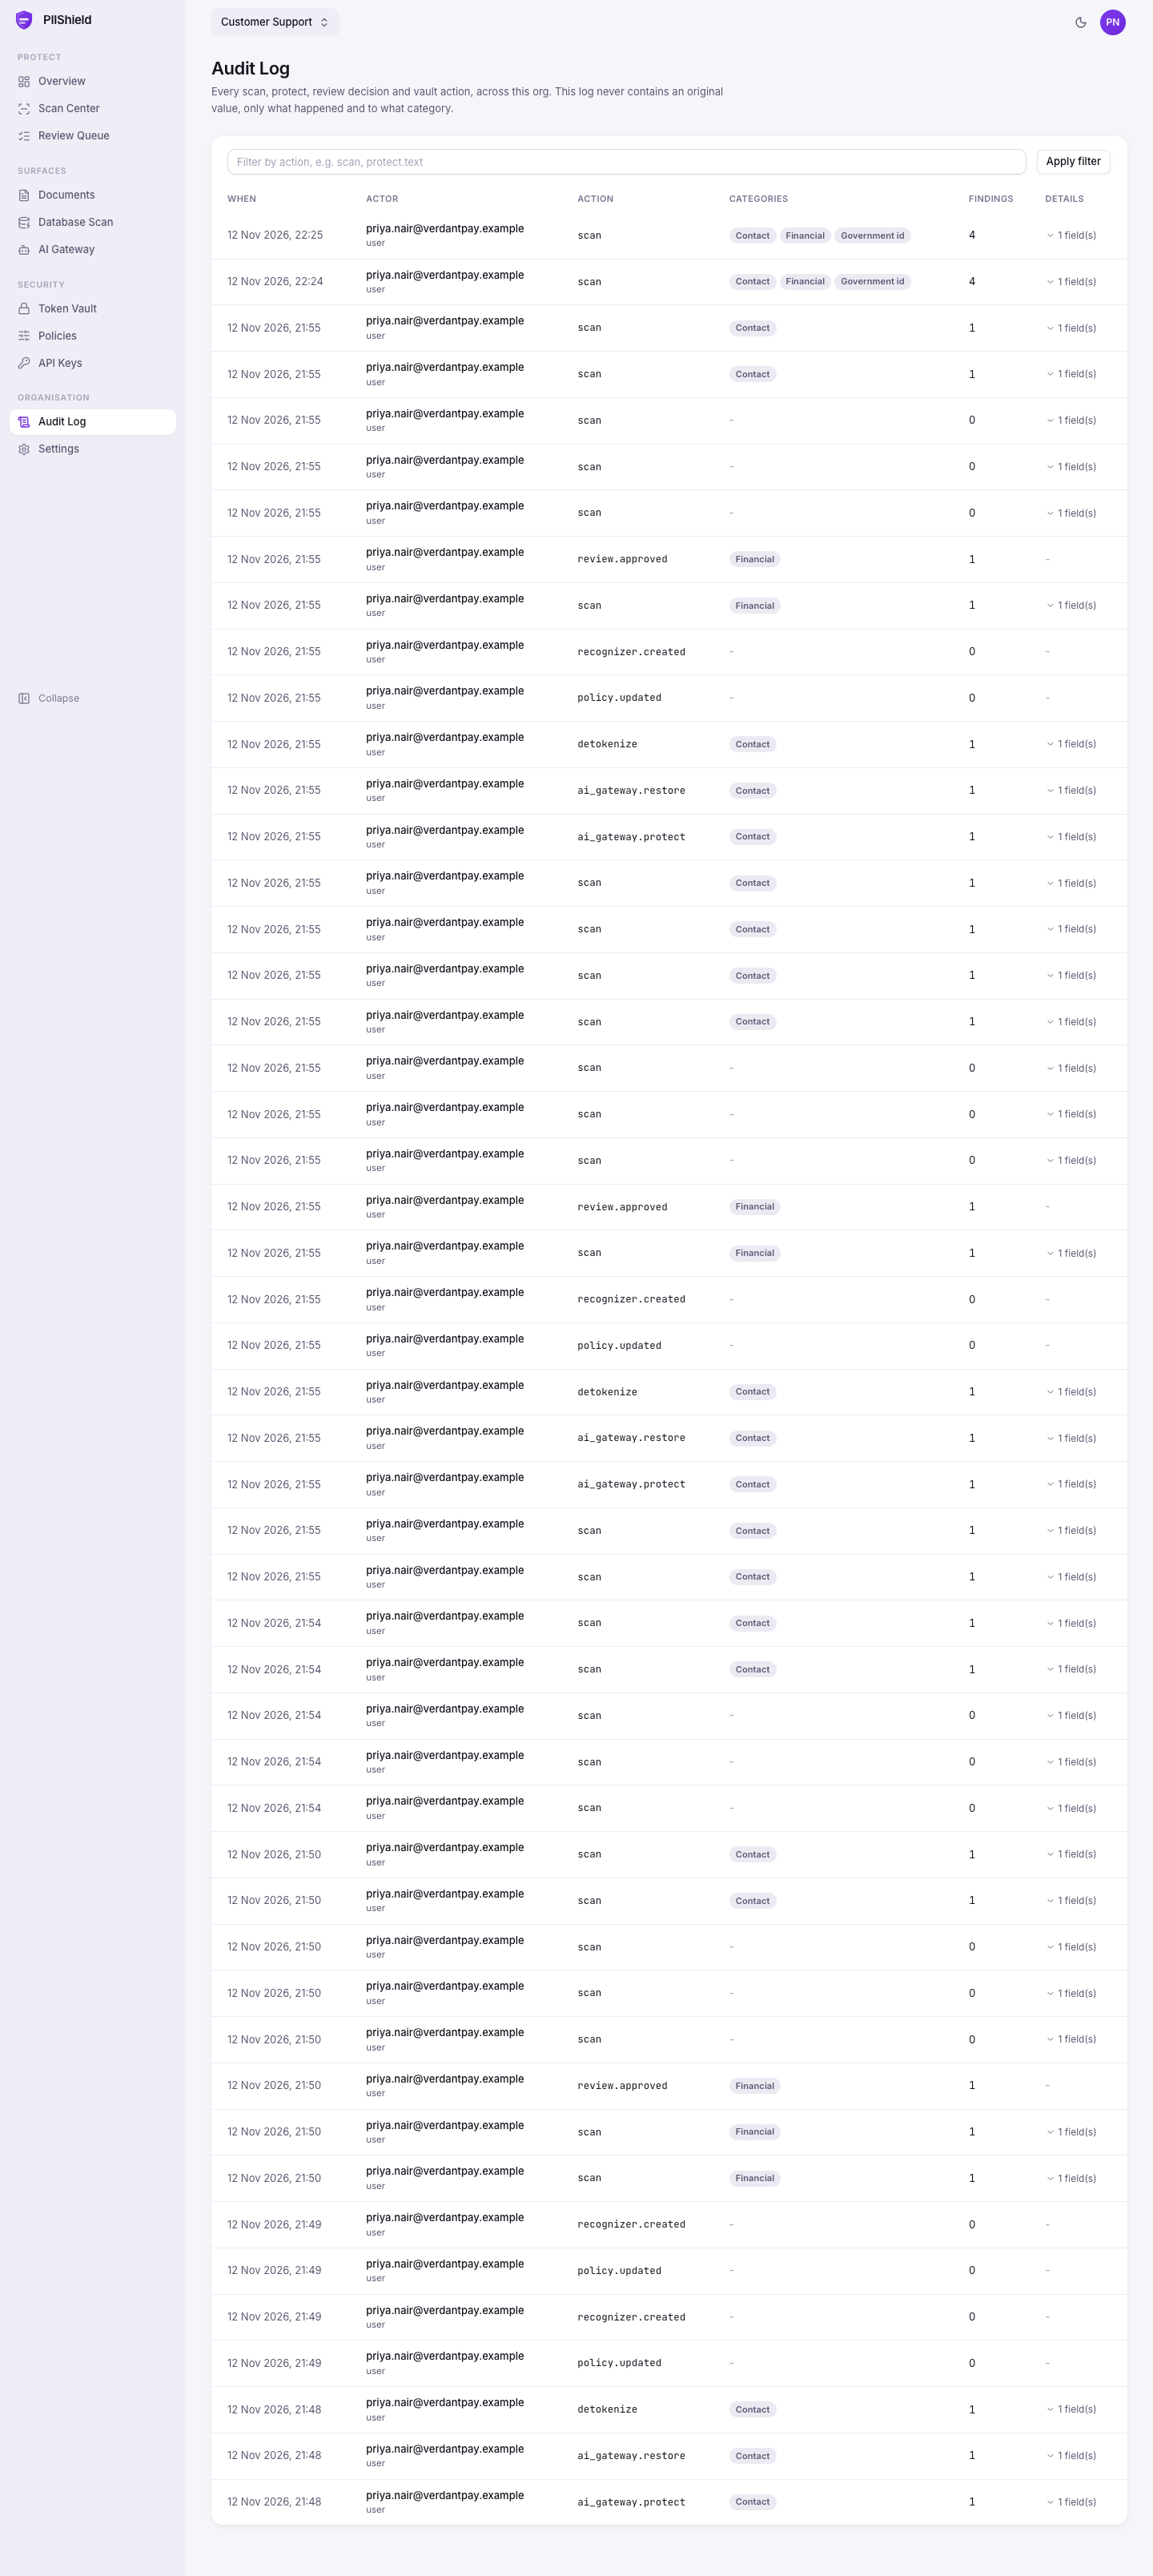 PIIShield
Customer Support
PN
PROTECT
Overview
Scan Center
Review Queue
SURFACES
Documents
Database Scan
AI Gateway
SECURITY
Token Vault
Policies
API Keys
ORGANISATION
Audit Log
Settings
Collapse
Audit Log
Every scan, protect, review decision and vault action, across this org. This log never contains an original
value, only what happened and to what category.
Filter by action, e.g. scan, protect.text
Apply filter
WHEN ACTOR ACTION CATEGORIES FINDINGS DETAILS
12 Nov 2026, 22:25 priya.nair@verdantpay.example user scan Contact Financial Government id 4 1 field(s)
12 Nov 2026, 22:24 priya.nair@verdantpay.example user scan Contact Financial Government id 4 1 field(s)
12 Nov 2026, 21:55 priya.nair@verdantpay.example user scan Contact 1 1 field(s)
12 Nov 2026, 21:55 priya.nair@verdantpay.example user scan Contact 1 1 field(s)
12 Nov 2026, 21:55 priya.nair@verdantpay.example user scan - 0 1 field(s)
12 Nov 2026, 21:55 priya.nair@verdantpay.example user scan - 0 1 field(s)
12 Nov 2026, 21:55 priya.nair@verdantpay.example user scan - 0 1 field(s)
12 Nov 2026, 21:55 priya.nair@verdantpay.example user review.approved Financial 1 -
12 Nov 2026, 21:55 priya.nair@verdantpay.example user scan Financial 1 1 field(s)
12 Nov 2026, 21:55 priya.nair@verdantpay.example user recognizer.created - 0 -
12 Nov 2026, 21:55 priya.nair@verdantpay.example user policy.updated - 0 -
12 Nov 2026, 21:55 priya.nair@verdantpay.example user detokenize Contact 1 1 field(s)
12 Nov 2026, 21:55 priya.nair@verdantpay.example user ai_gateway.restore Contact 1 1 field(s)
12 Nov 2026, 21:55 priya.nair@verdantpay.example user ai_gateway.protect Contact 1 1 field(s)
12 Nov 2026, 21:55 priya.nair@verdantpay.example user scan Contact 1 1 field(s)
12 Nov 2026, 21:55 priya.nair@verdantpay.example user scan Contact 1 1 field(s)
12 Nov 2026, 21:55 priya.nair@verdantpay.example user scan Contact 1 1 field(s)
12 Nov 2026, 21:55 priya.nair@verdantpay.example user scan Contact 1 1 field(s)
12 Nov 2026, 21:55 priya.nair@verdantpay.example user scan - 0 1 field(s)
12 Nov 2026, 21:55 priya.nair@verdantpay.example user scan - 0 1 field(s)
12 Nov 2026, 21:55 priya.nair@verdantpay.example user scan - 0 1 field(s)
12 Nov 2026, 21:55 priya.nair@verdantpay.example user review.approved Financial 1 -
12 Nov 2026, 21:55 priya.nair@verdantpay.example user scan Financial 1 1 field(s)
12 Nov 2026, 21:55 priya.nair@verdantpay.example user recognizer.created - 0 -
12 Nov 2026, 21:55 priya.nair@verdantpay.example user policy.updated - 0 -
12 Nov 2026, 21:55 priya.nair@verdantpay.example user detokenize Contact 1 1 field(s)
12 Nov 2026, 21:55 priya.nair@verdantpay.example user ai_gateway.restore Contact 1 1 field(s)
12 Nov 2026, 21:55 priya.nair@verdantpay.example user ai_gateway.protect Contact 1 1 field(s)
12 Nov 2026, 21:55 priya.nair@verdantpay.example user scan Contact 1 1 field(s)
12 Nov 2026, 21:55 priya.nair@verdantpay.example user scan Contact 1 1 field(s)
12 Nov 2026, 21:54 priya.nair@verdantpay.example user scan Contact 1 1 field(s)
12 Nov 2026, 21:54 priya.nair@verdantpay.example user scan Contact 1 1 field(s)
12 Nov 2026, 21:54 priya.nair@verdantpay.example user scan - 0 1 field(s)
12 Nov 2026, 21:54 priya.nair@verdantpay.example user scan - 0 1 field(s)
12 Nov 2026, 21:54 priya.nair@verdantpay.example user scan - 0 1 field(s)
12 Nov 2026, 21:50 priya.nair@verdantpay.example user scan Contact 1 1 field(s)
12 Nov 2026, 21:50 priya.nair@verdantpay.example user scan Contact 1 1 field(s)
12 Nov 2026, 21:50 priya.nair@verdantpay.example user scan - 0 1 field(s)
12 Nov 2026, 21:50 priya.nair@verdantpay.example user scan - 0 1 field(s)
12 Nov 2026, 21:50 priya.nair@verdantpay.example user scan - 0 1 field(s)
12 Nov 2026, 21:50 priya.nair@verdantpay.example user review.approved Financial 1 -
12 Nov 2026, 21:50 priya.nair@verdantpay.example user scan Financial 1 1 field(s)
12 Nov 2026, 21:50 priya.nair@verdantpay.example user scan Financial 1 1 field(s)
12 Nov 2026, 21:49 priya.nair@verdantpay.example user recognizer.created - 0 -
12 Nov 2026, 21:49 priya.nair@verdantpay.example user policy.updated - 0 -
12 Nov 2026, 21:49 priya.nair@verdantpay.example user recognizer.created - 0 -
12 Nov 2026, 21:49 priya.nair@verdantpay.example user policy.updated - 0 -
12 Nov 2026, 21:48 priya.nair@verdantpay.example user detokenize Contact 1 1 field(s)
12 Nov 2026, 21:48 priya.nair@verdantpay.example user ai_gateway.restore Contact 1 1 field(s)
12 Nov 2026, 21:48 priya.nair@verdantpay.example user ai_gateway.protect Contact 1 1 field(s)